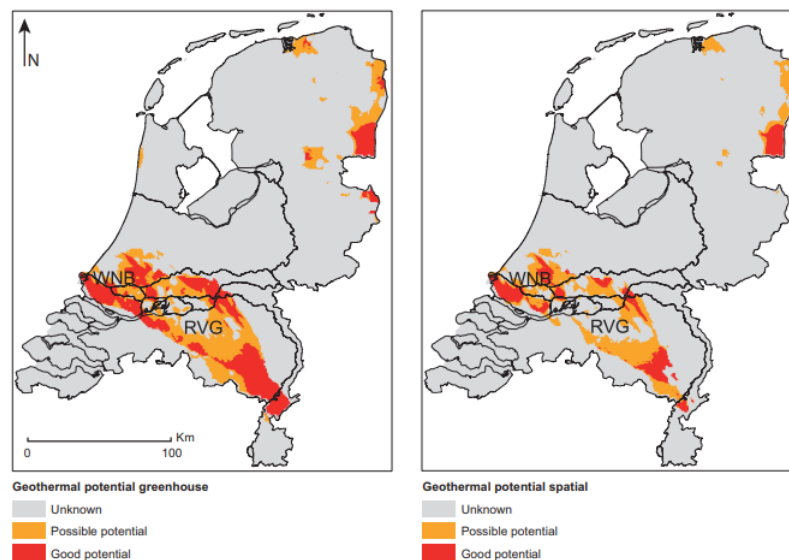 N
WNB
RVG
Km
0 100
WNB
RVG
Geothermal potential greenhouse
Unknown
Possible potential
Good potential
Geothermal potential spatial
Unknown
Possible potential
Good potential